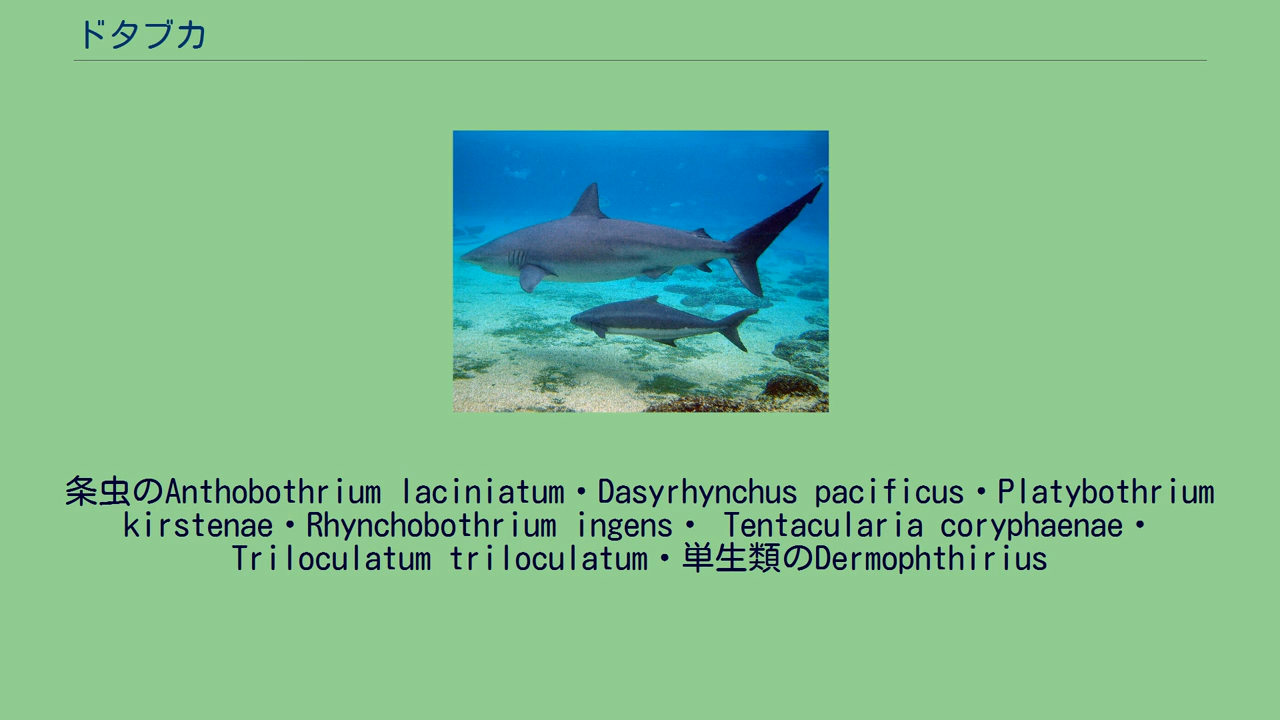 ドタブカ
条虫のAnthobothrium laciniatum・Dasyrhynchus pacificus・Platybothrium
kirstenae・Rhynchobothrium ingens・ Tentacularia coryphaenae・
Triloculatum triloculatum・単生類のDermophthirius